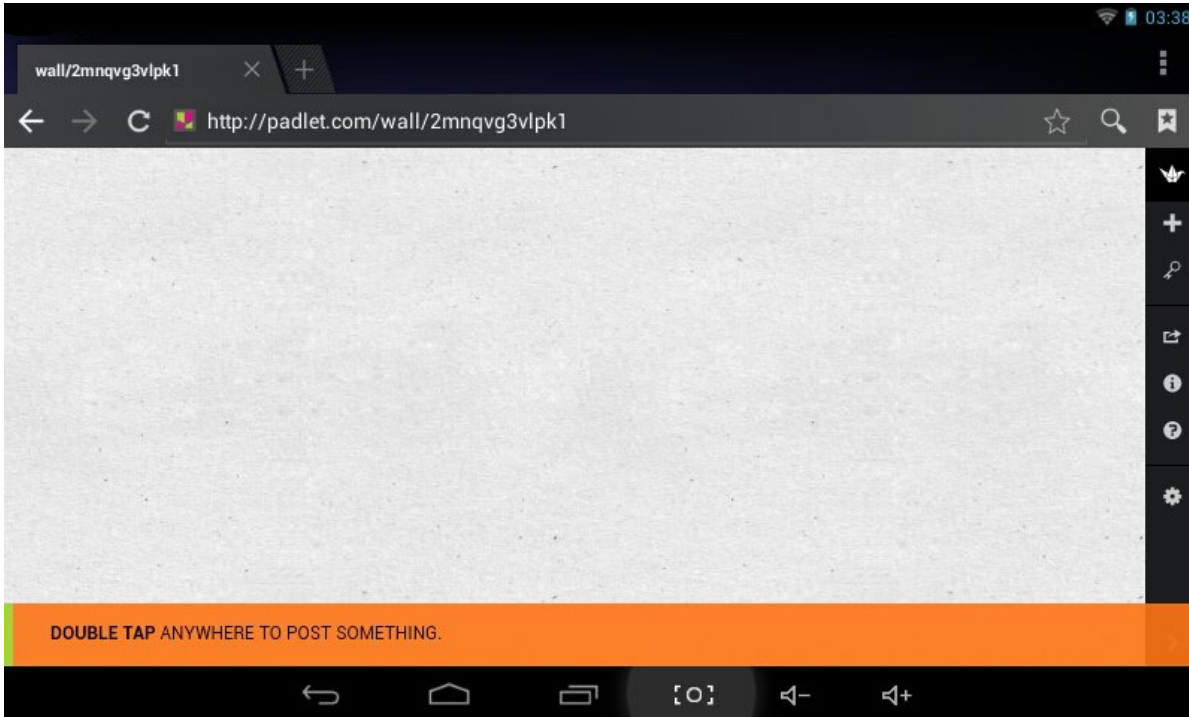 03:38
wall/2mnqvg3vlpk1
http://padlet.com/wall/2mnqvg3vlpk1
DOUBLE TAP ANYWHERE TO POST SOMETHING.